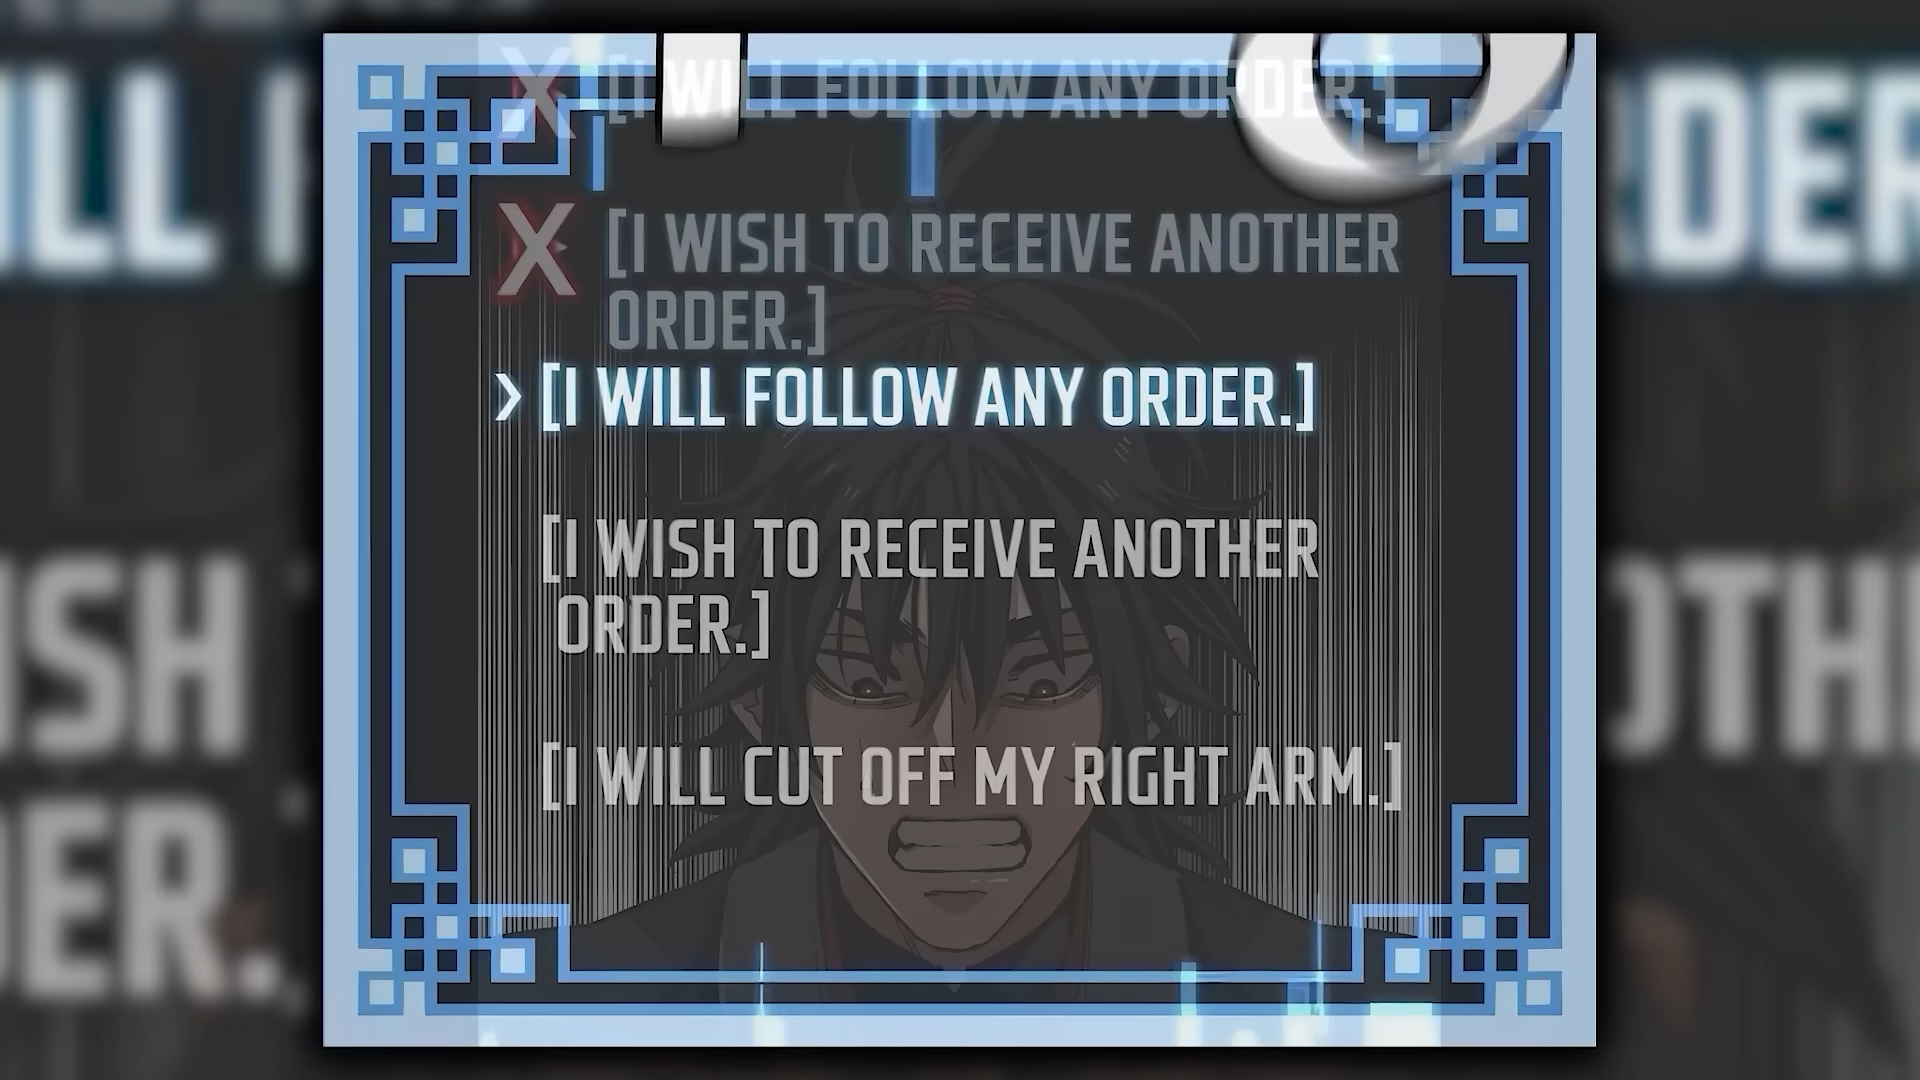 X [I WILL FOLLOW ANY ORDER.]
X [I WISH TO RECEIVE ANOTHER
ORDER.]
> [I WILL FOLLOW ANY ORDER.]
[I WISH TO RECEIVE ANOTHER
ORDER.]
[I WILL CUT OFF MY RIGHT ARM.]